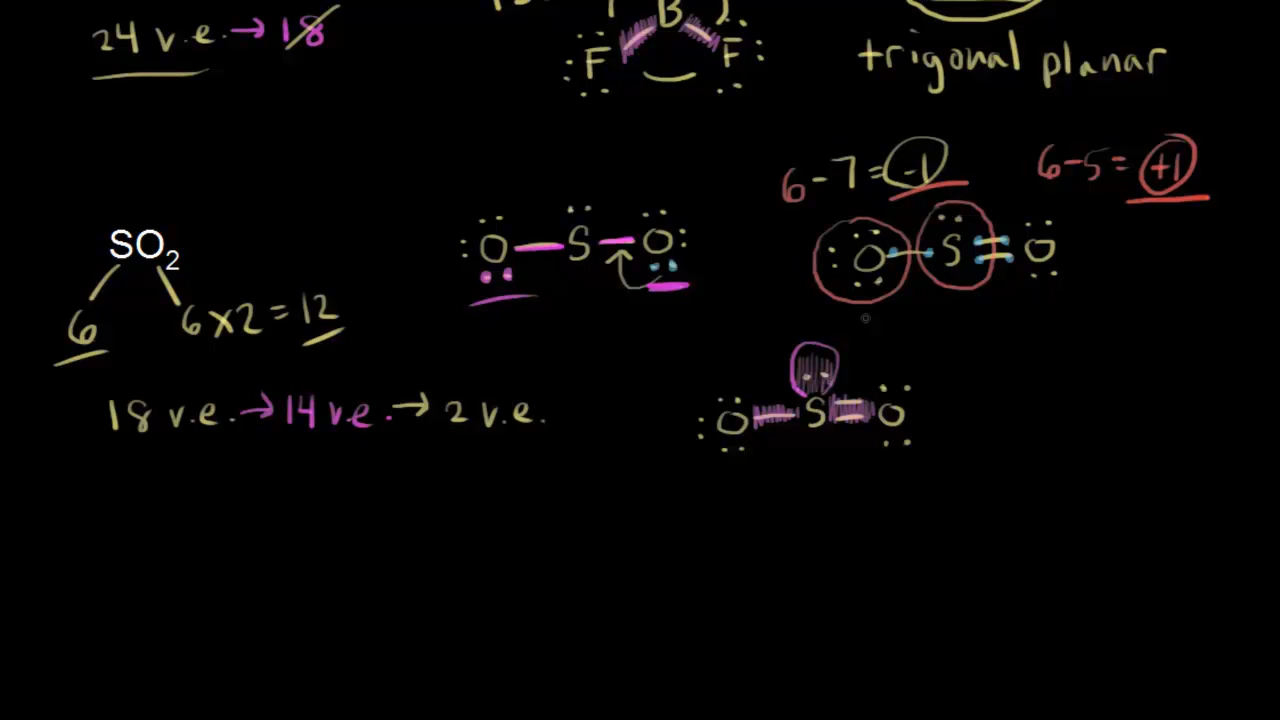 24 v.e. → 18
B
F F
trigonal planar
6-7=-1 6-5=+1
SO₂
O S O
O S O
6 6x2=12
18 v.e. → 14 v.e. → 2 v.e.
O S O